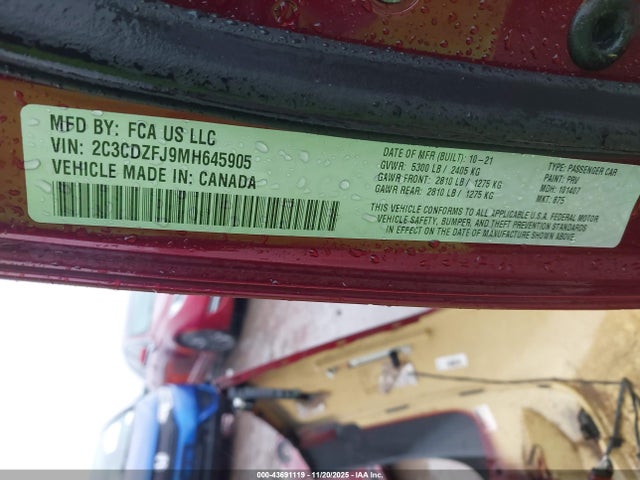 MFD BY: FCA US LLC
VIN: 2C3CDZFJ9MH645905
VEHICLE MADE IN: CANADA
DATE OF MFR (BUILT): 10-21
GVWR: 5300 LB / 2405 KG
GAWR FRONT: 2810 LB / 1275 KG
GAWR REAR: 2810 LB / 1275 KG
TYPE: PASSENGER CAR
PAINT: PRV
MDH: 101407
MKT: 875
THIS VEHICLE CONFORMS TO ALL APPLICABLE U.S.A. FEDERAL MOTOR
VEHICLE SAFETY, BUMPER, AND THEFT PREVENTION STANDARDS
IN EFFECT ON THE DATE OF MANUFACTURE SHOWN ABOVE
000-43691119 - 11/20/2025 - IAAIVEHICLES